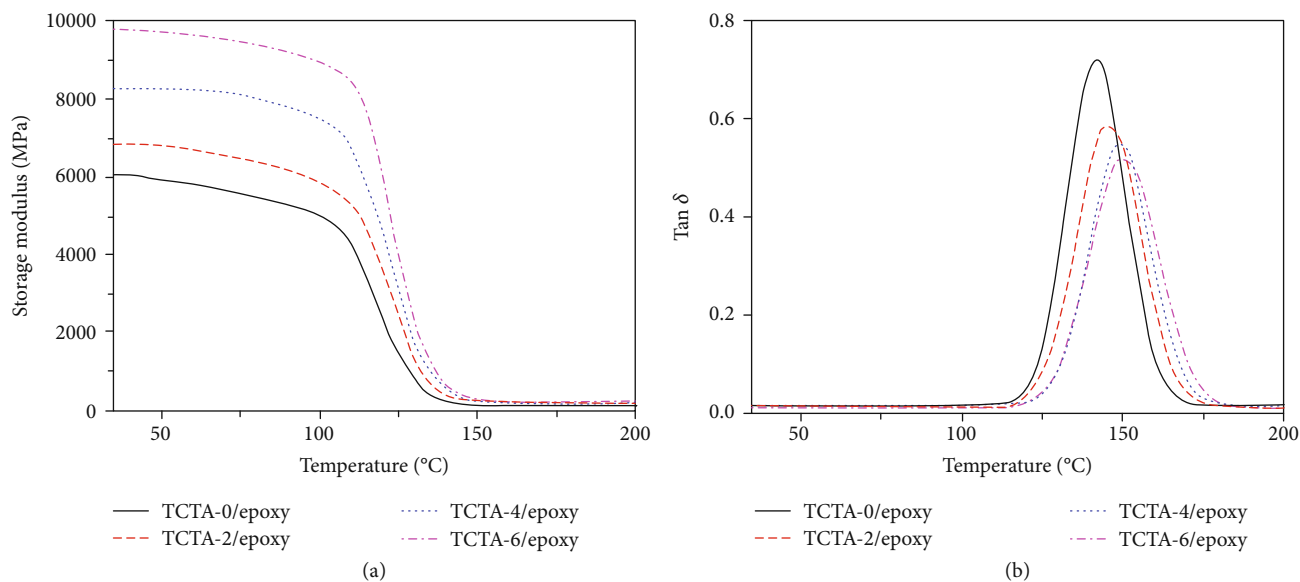 10000
8000
6000
4000
2000
0
Storage modulus (MPa)
50
100
150
200
Temperature (°C)
TCTA-0/epoxy
TCTA-2/epoxy
TCTA-4/epoxy
TCTA-6/epoxy
(a)
0.8
0.6
0.4
0.2
0.0
Tan δ
50
100
150
200
Temperature (°C)
TCTA-0/epoxy
TCTA-2/epoxy
TCTA-4/epoxy
TCTA-6/epoxy
(b)